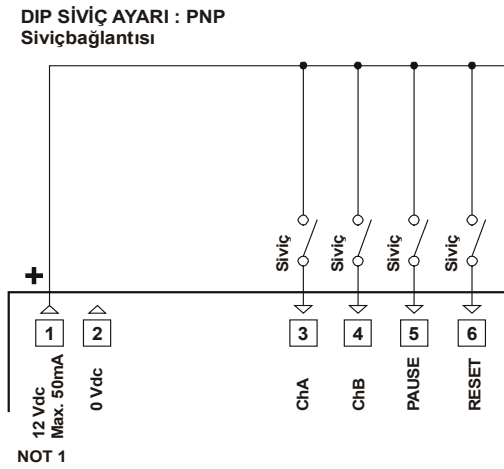 DIP SİVİÇ AYARI : PNP
Siviçbağlantısı
Siviç
Siviç
Siviç
Siviç
+
1
2
3
4
5
6
12 Vdc
Max. 50mA
0 Vdc
ChA
ChB
PAUSE
RESET
NOT 1